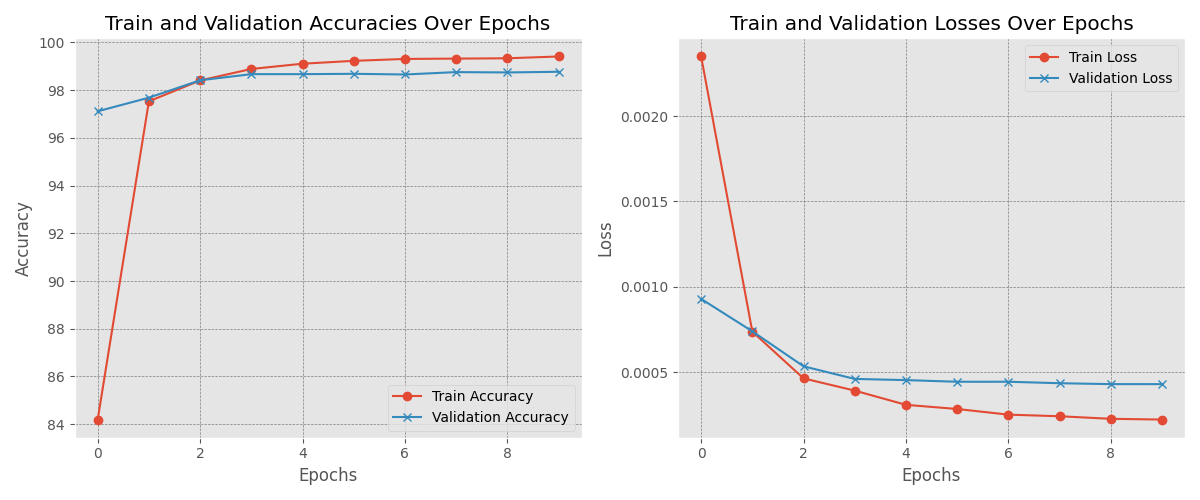 Train and Validation Accuracies Over Epochs
100
98
96
94
92
90
88
86
84
Accuracy
0 2 4 6 8
Epochs
Train Accuracy
Validation Accuracy
Train and Validation Losses Over Epochs
0.0020
0.0015
0.0010
0.0005
Loss
0 2 4 6 8
Epochs
Train Loss
Validation Loss